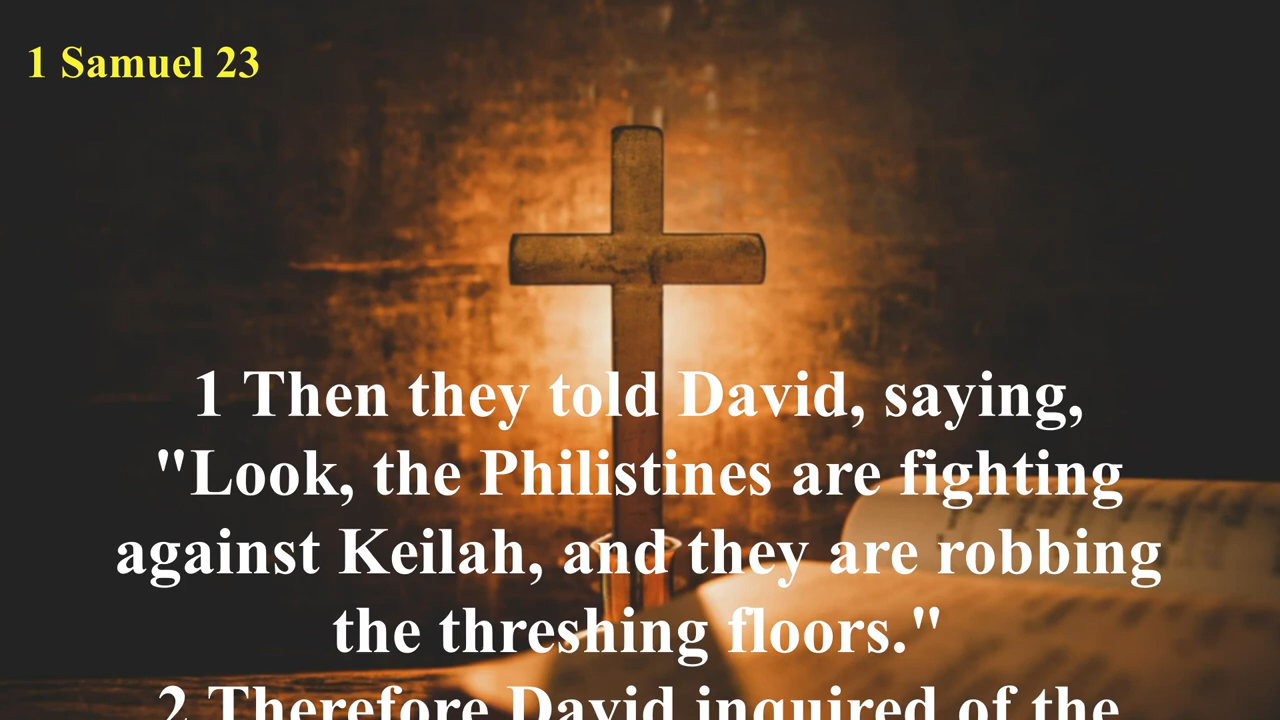 1 Samuel 23
1 Then they told David, saying,
"Look, the Philistines are fighting
against Keilah, and they are robbing
the threshing floors."
2 Therefore David inquired of the